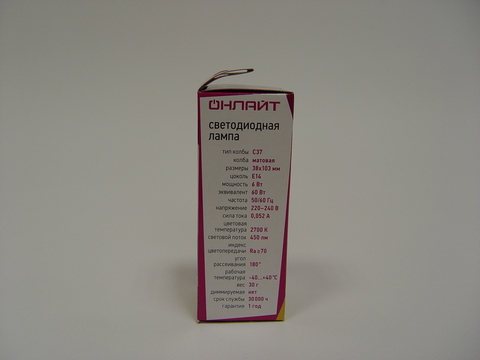 ОНЛАЙТ
светодиодная
лампа
тип колбы C37
колба матовая
размеры 38x103 мм
цоколь E14
мощность 6 Вт
эквивалент 60 Вт
частота 50/60 Гц
напряжение 220–240 В
сила тока 0,052 А
цветовая
температура 2700 К
световой поток 450 лм
индекс
цветопередачи Ra≥70
угол
рассеивания 180°
рабочая
температура -40...+40°C
вес 30 г
диммируемая нет
срок службы 30000 ч
гарантия 1 год